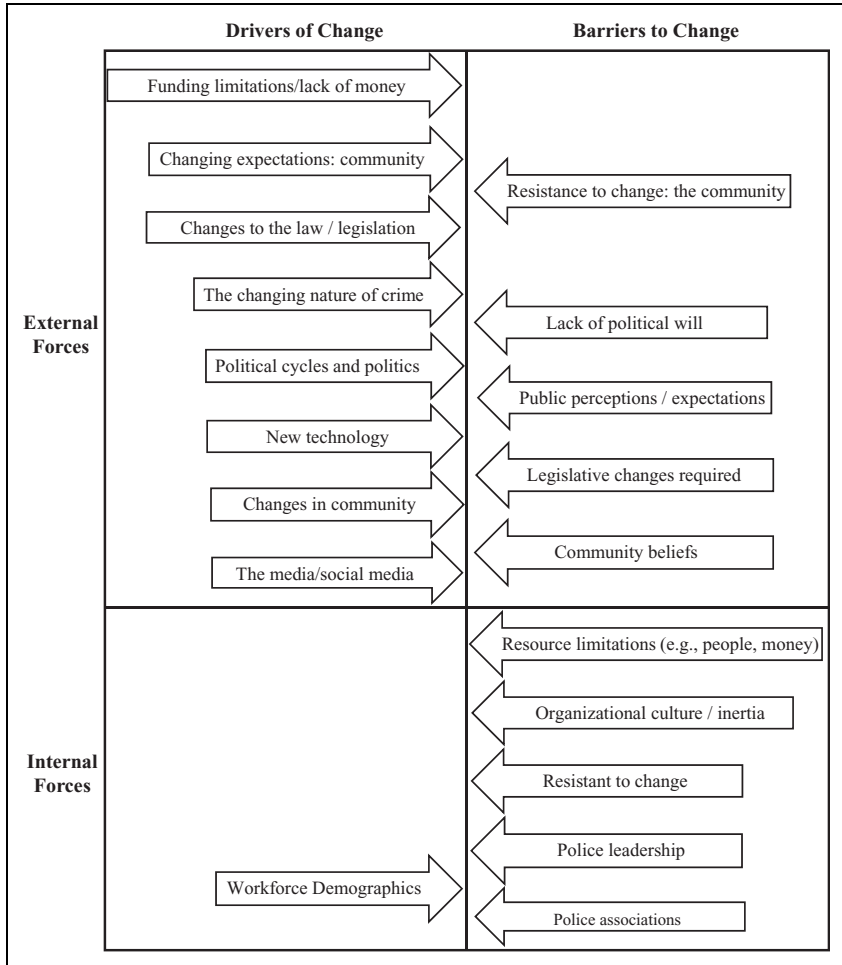 Drivers of Change
Barriers to Change
External
Forces
Funding limitations/lack of money
Changing expectations: community
Resistance to change: the community
Changes to the law / legislation
The changing nature of crime
Lack of political will
Political cycles and politics
Public perceptions / expectations
New technology
Legislative changes required
Changes in community
Community beliefs
The media/social media
Internal
Forces
Resource limitations (e.g., people, money)
Organizational culture / inertia
Resistant to change
Police leadership
Workforce Demographics
Police associations